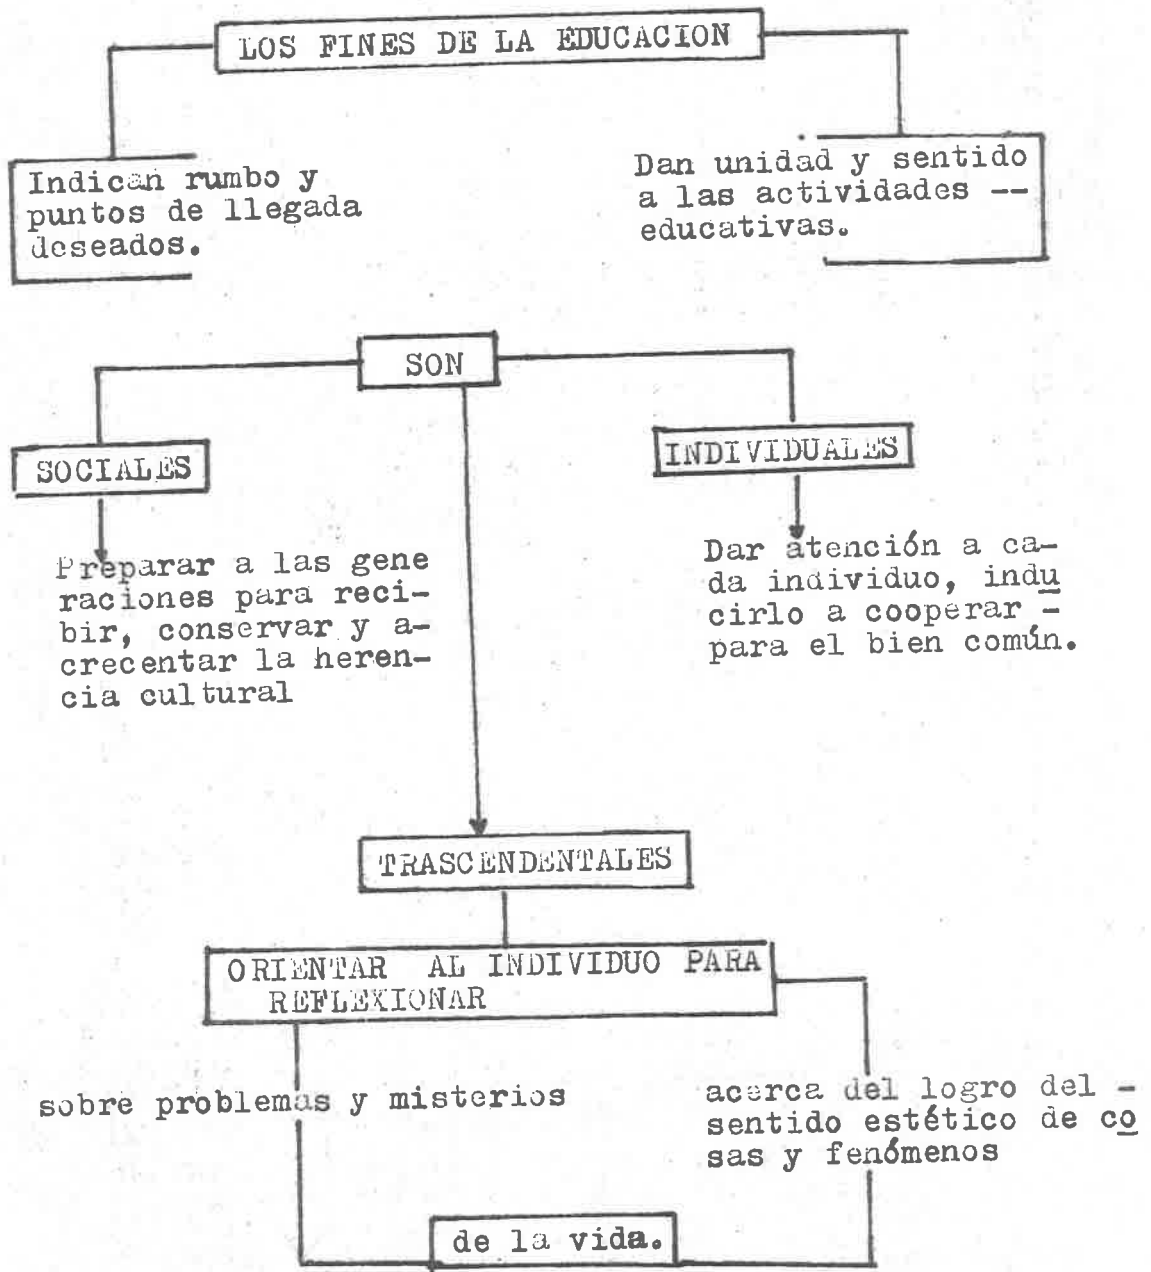 LOS FINES DE LA EDUCACION
Indican rumbo y
puntos de llegada
deseados.
Dan unidad y sentido
a las actividades --
educativas.
SON
SOCIALES
INDIVIDUALES
Preparar a las gene
raciones para reci-
bir, conservar y a-
crecentar la heren-
cia cultural
Dar atención a ca-
da individuo, indu
cirlo a cooperar -
para el bien común.
TRASCENDENTALES
ORIENTAR AL INDIVIDUO PARA
REFLEXIONAR
sobre problemas y misterios
acerca del logro del -
sentido estético de co
sas y fenómenos
de la vida.